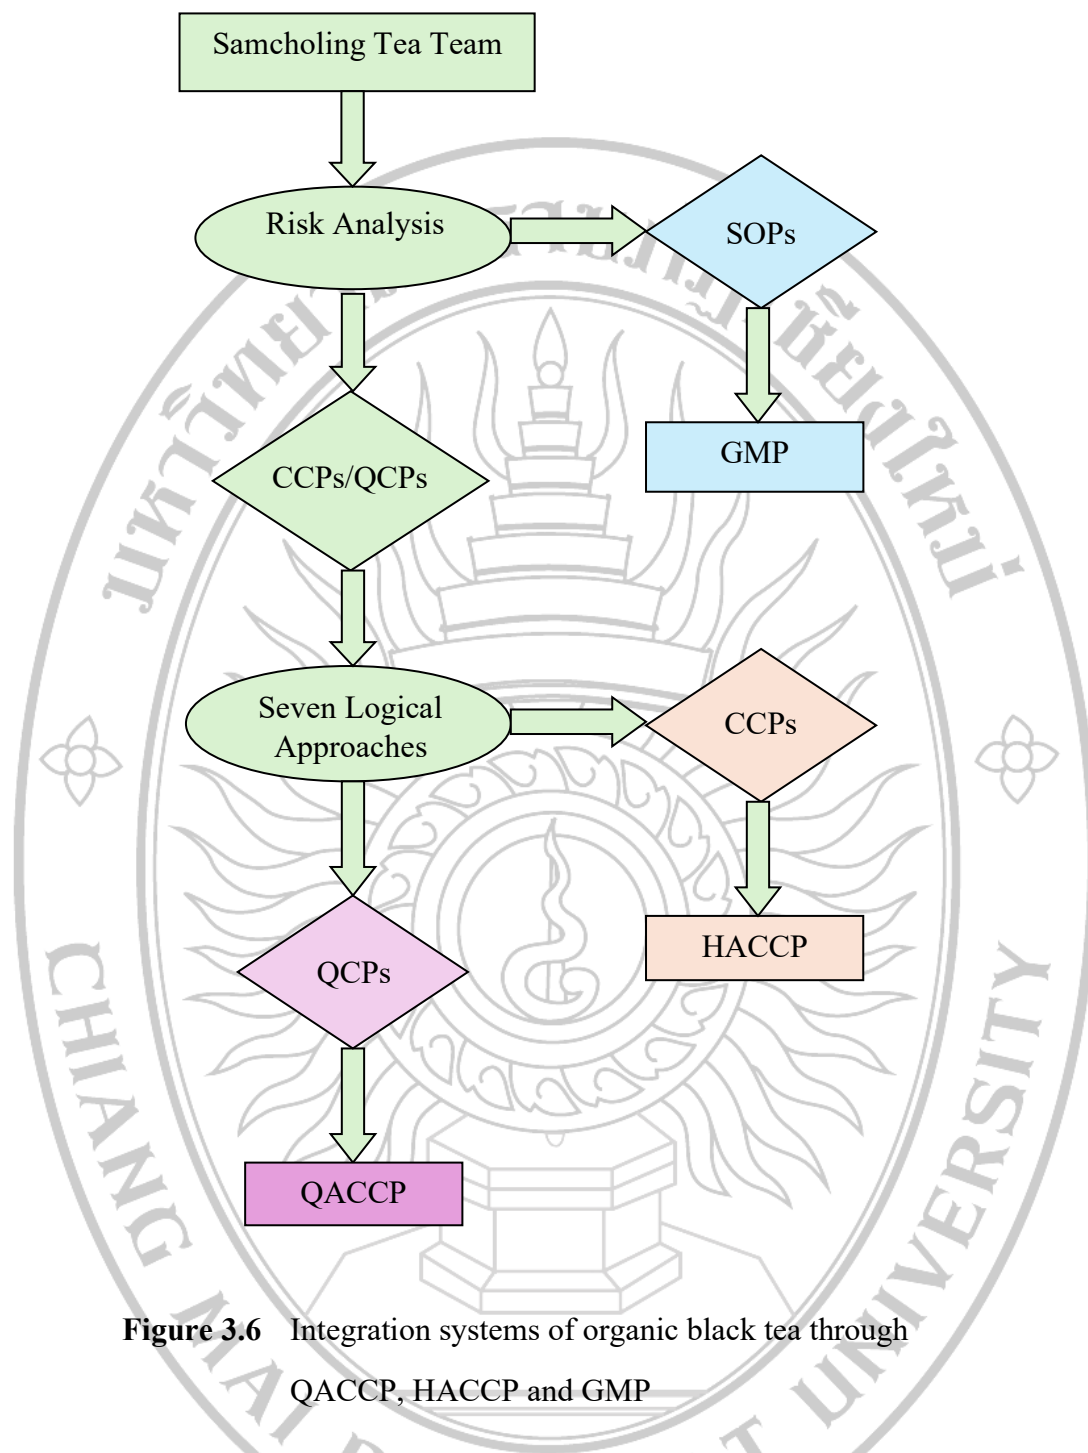 Samcholing Tea Team
Risk Analysis
SOPs
GMP
CCPs/QCPs
Seven Logical
Approaches
CCPs
HACCP
QCPs
QACCP
Figure 3.6 Integration systems of organic black tea through
QACCP, HACCP and GMP
CHIANG MAI
UNIVERSITY